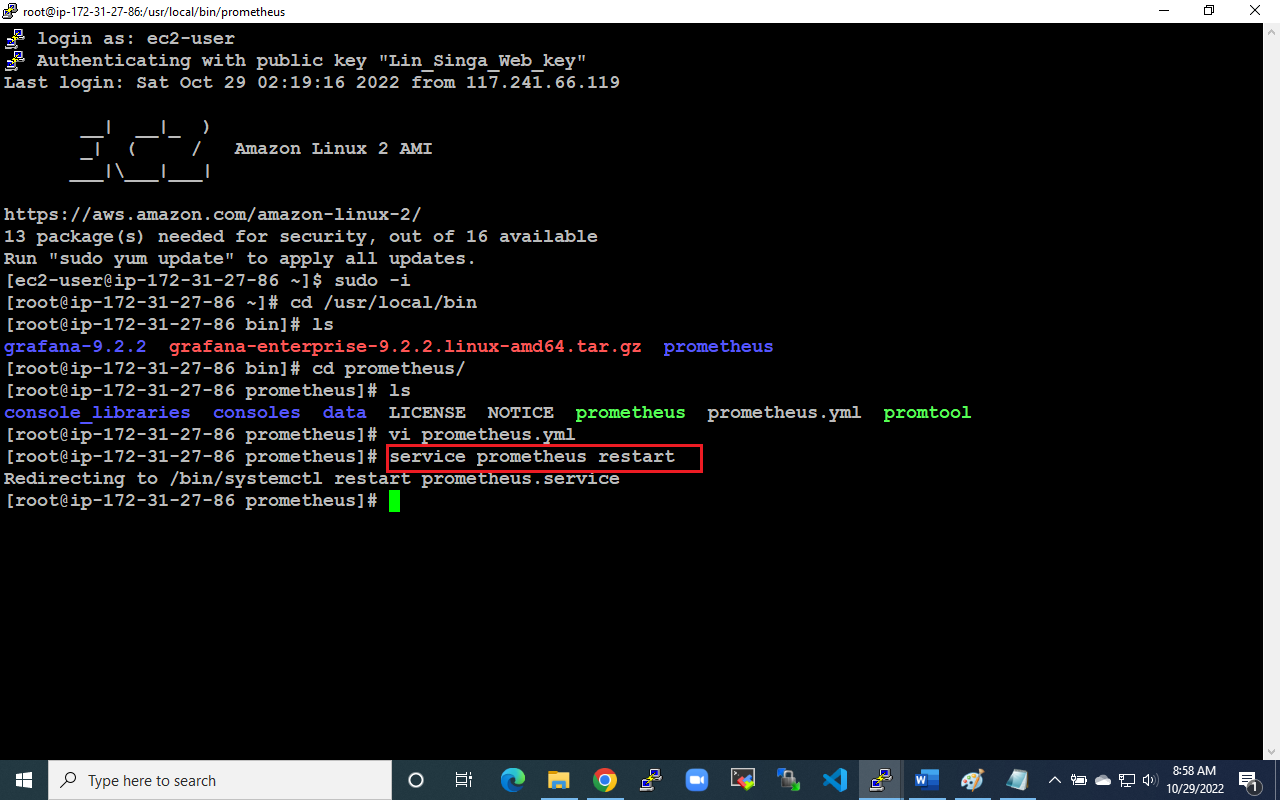 root@ip-172-31-27-86:/usr/local/bin/prometheus
login as: ec2-user
Authenticating with public key "Lin_Singa_Web_key"
Last login: Sat Oct 29 02:19:16 2022 from 117.241.66.119
       __|  __|_  )
       _|  (     /   Amazon Linux 2 AMI
      ___|\___|___|
https://aws.amazon.com/amazon-linux-2/
13 package(s) needed for security, out of 16 available
Run "sudo yum update" to apply all updates.
[ec2-user@ip-172-31-27-86 ~]$ sudo -i
[root@ip-172-31-27-86 ~]# cd /usr/local/bin
[root@ip-172-31-27-86 bin]# ls
grafana-9.2.2  grafana-enterprise-9.2.2.linux-amd64.tar.gz  prometheus
[root@ip-172-31-27-86 bin]# cd prometheus/
[root@ip-172-31-27-86 prometheus]# ls
console_libraries  consoles  data  LICENSE  NOTICE  prometheus  prometheus.yml  promtool
[root@ip-172-31-27-86 prometheus]# vi prometheus.yml
[root@ip-172-31-27-86 prometheus]# service prometheus restart
Redirecting to /bin/systemctl restart prometheus.service
[root@ip-172-31-27-86 prometheus]#
Type here to search
8:58 AM
10/29/2022
1